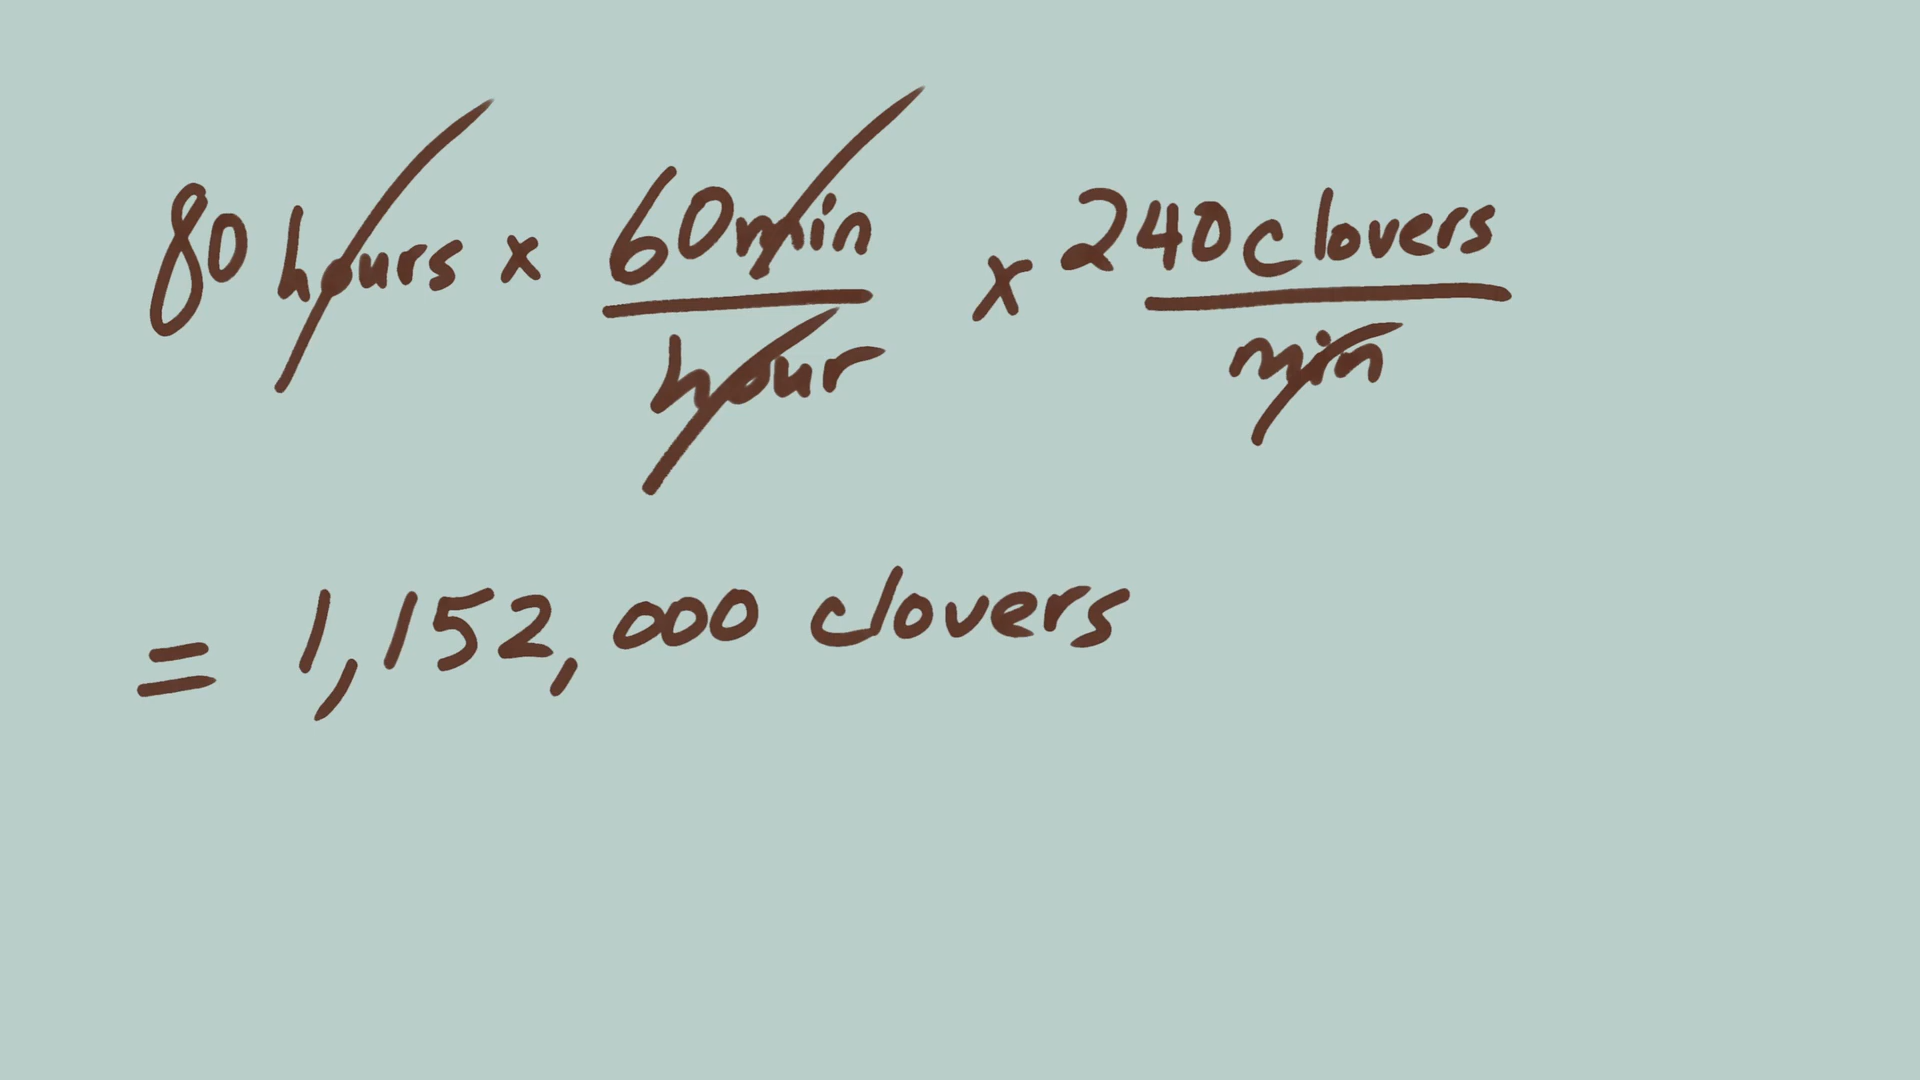 80 hours x 60 min / hour x 240 clovers / min
= 1,152,000 clovers